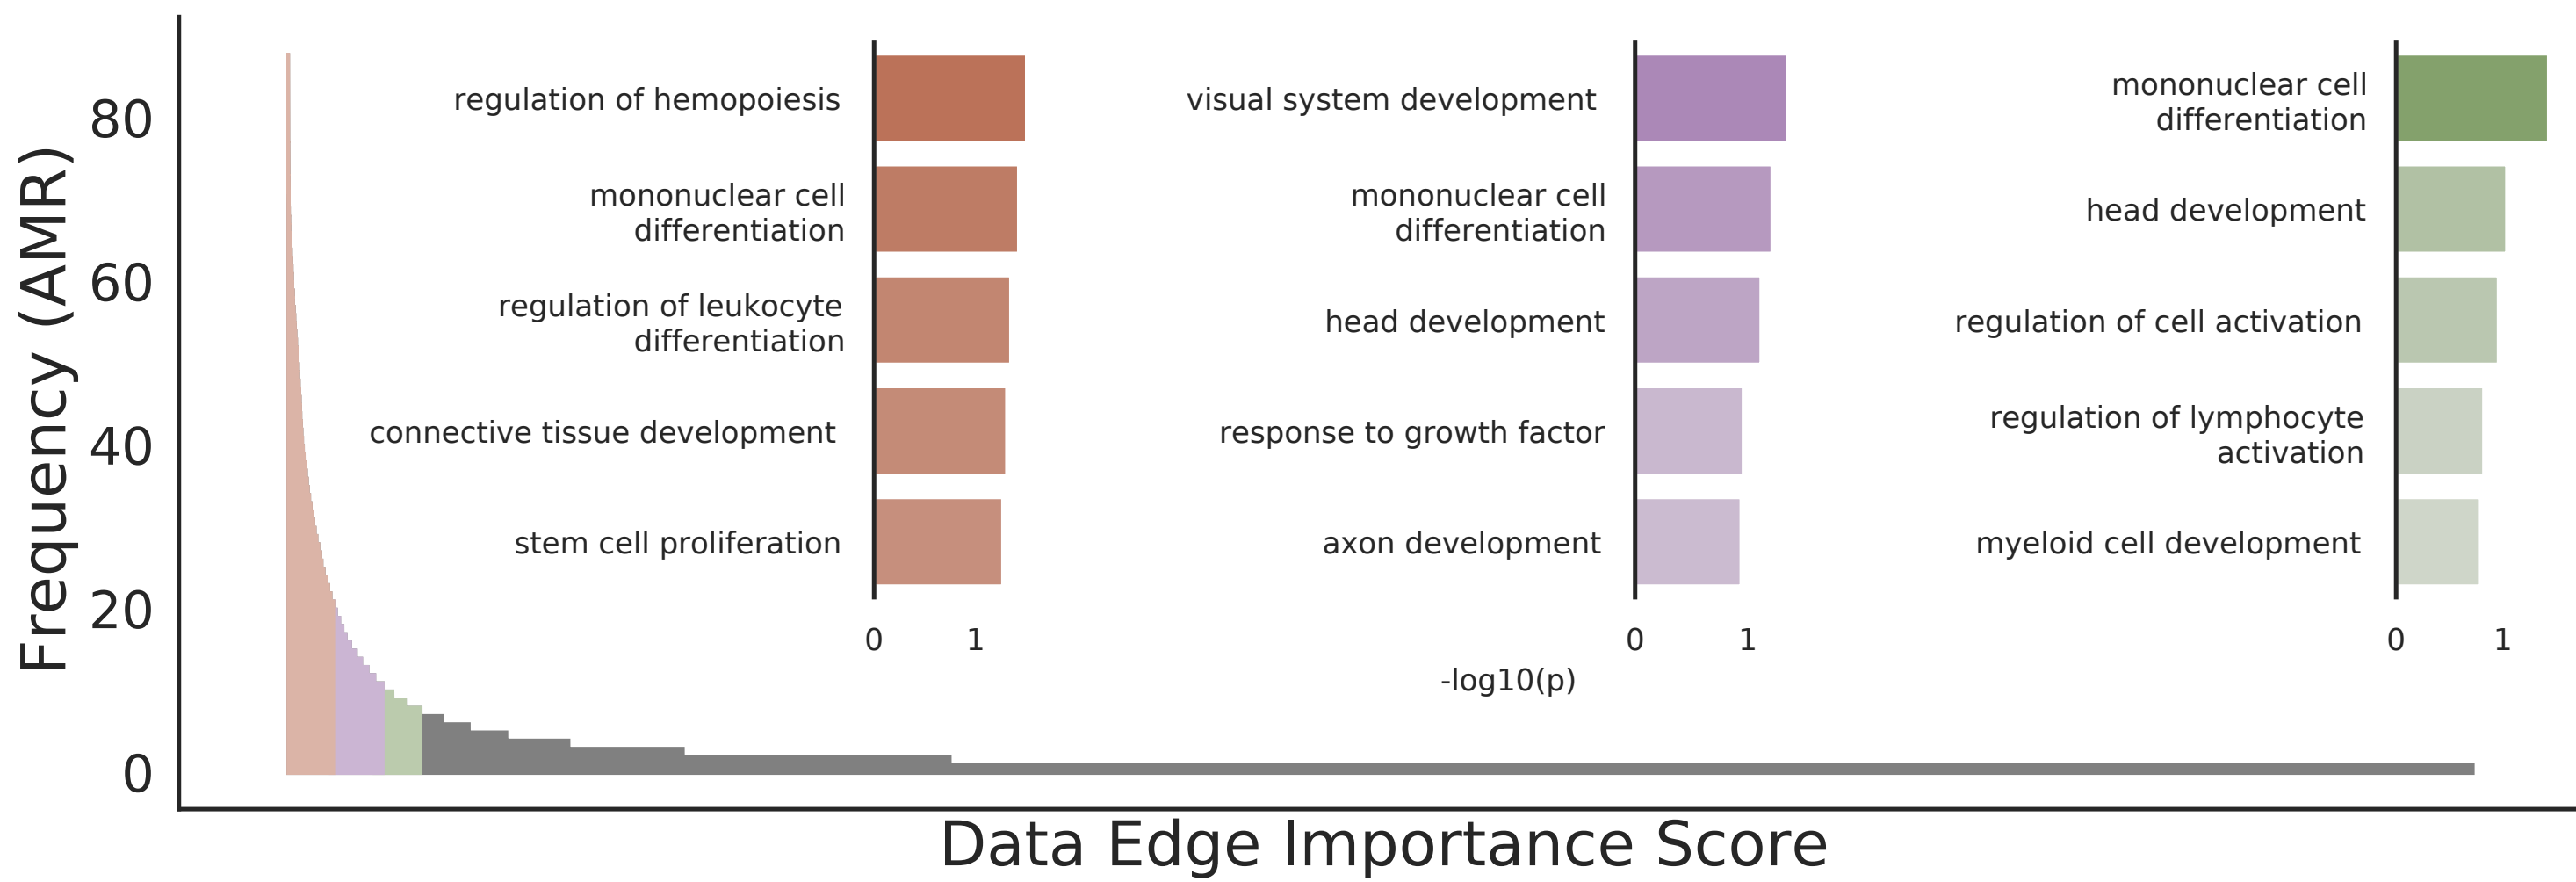 Frequency (AMR)
80
60
40
20
0
regulation of hemopoiesis
mononuclear cell
differentiation
regulation of leukocyte
differentiation
connective tissue development
stem cell proliferation
0 1
visual system development
mononuclear cell
differentiation
head development
response to growth factor
axon development
0 1
mononuclear cell
differentiation
head development
regulation of cell activation
regulation of lymphocyte
activation
myeloid cell development
0 1
-log10(p)
Data Edge Importance Score